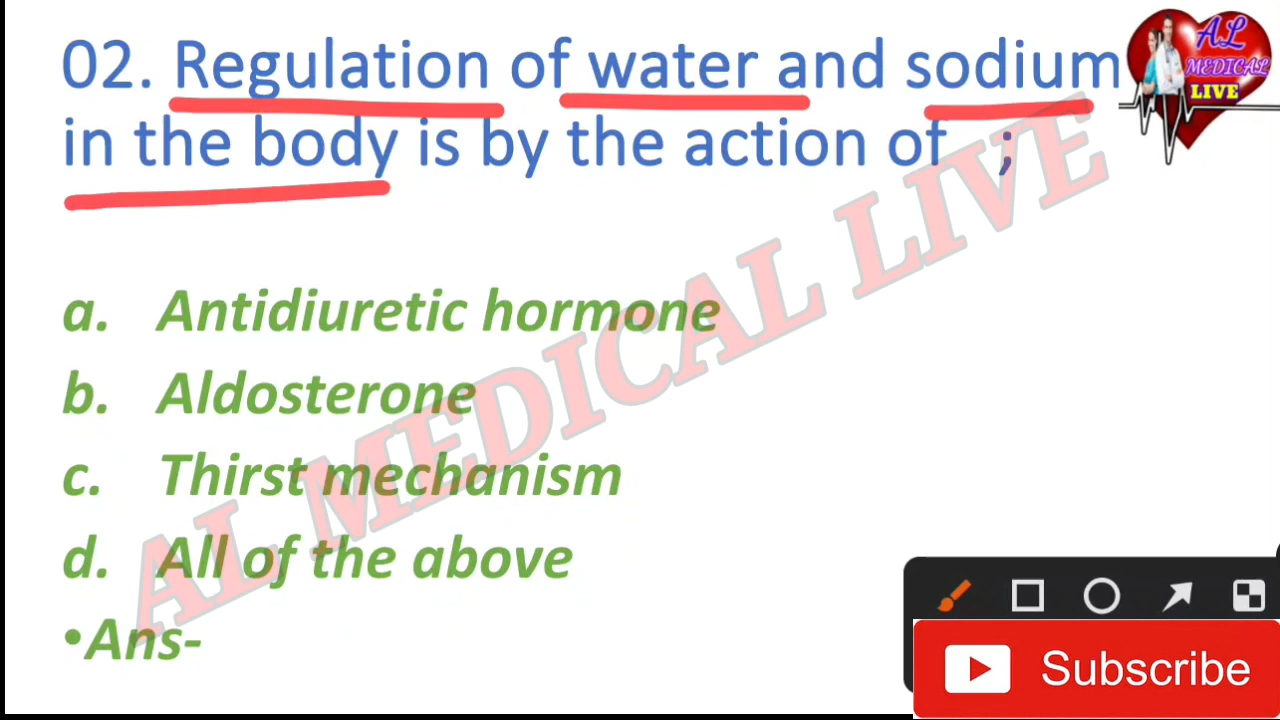 02. Regulation of water and sodium
in the body is by the action of ;
a. Antidiuretic hormone
b. Aldosterone
c. Thirst mechanism
d. All of the above
•Ans-
AL MEDICAL LIVE
AL
MEDICAL
LIVE
Subscribe